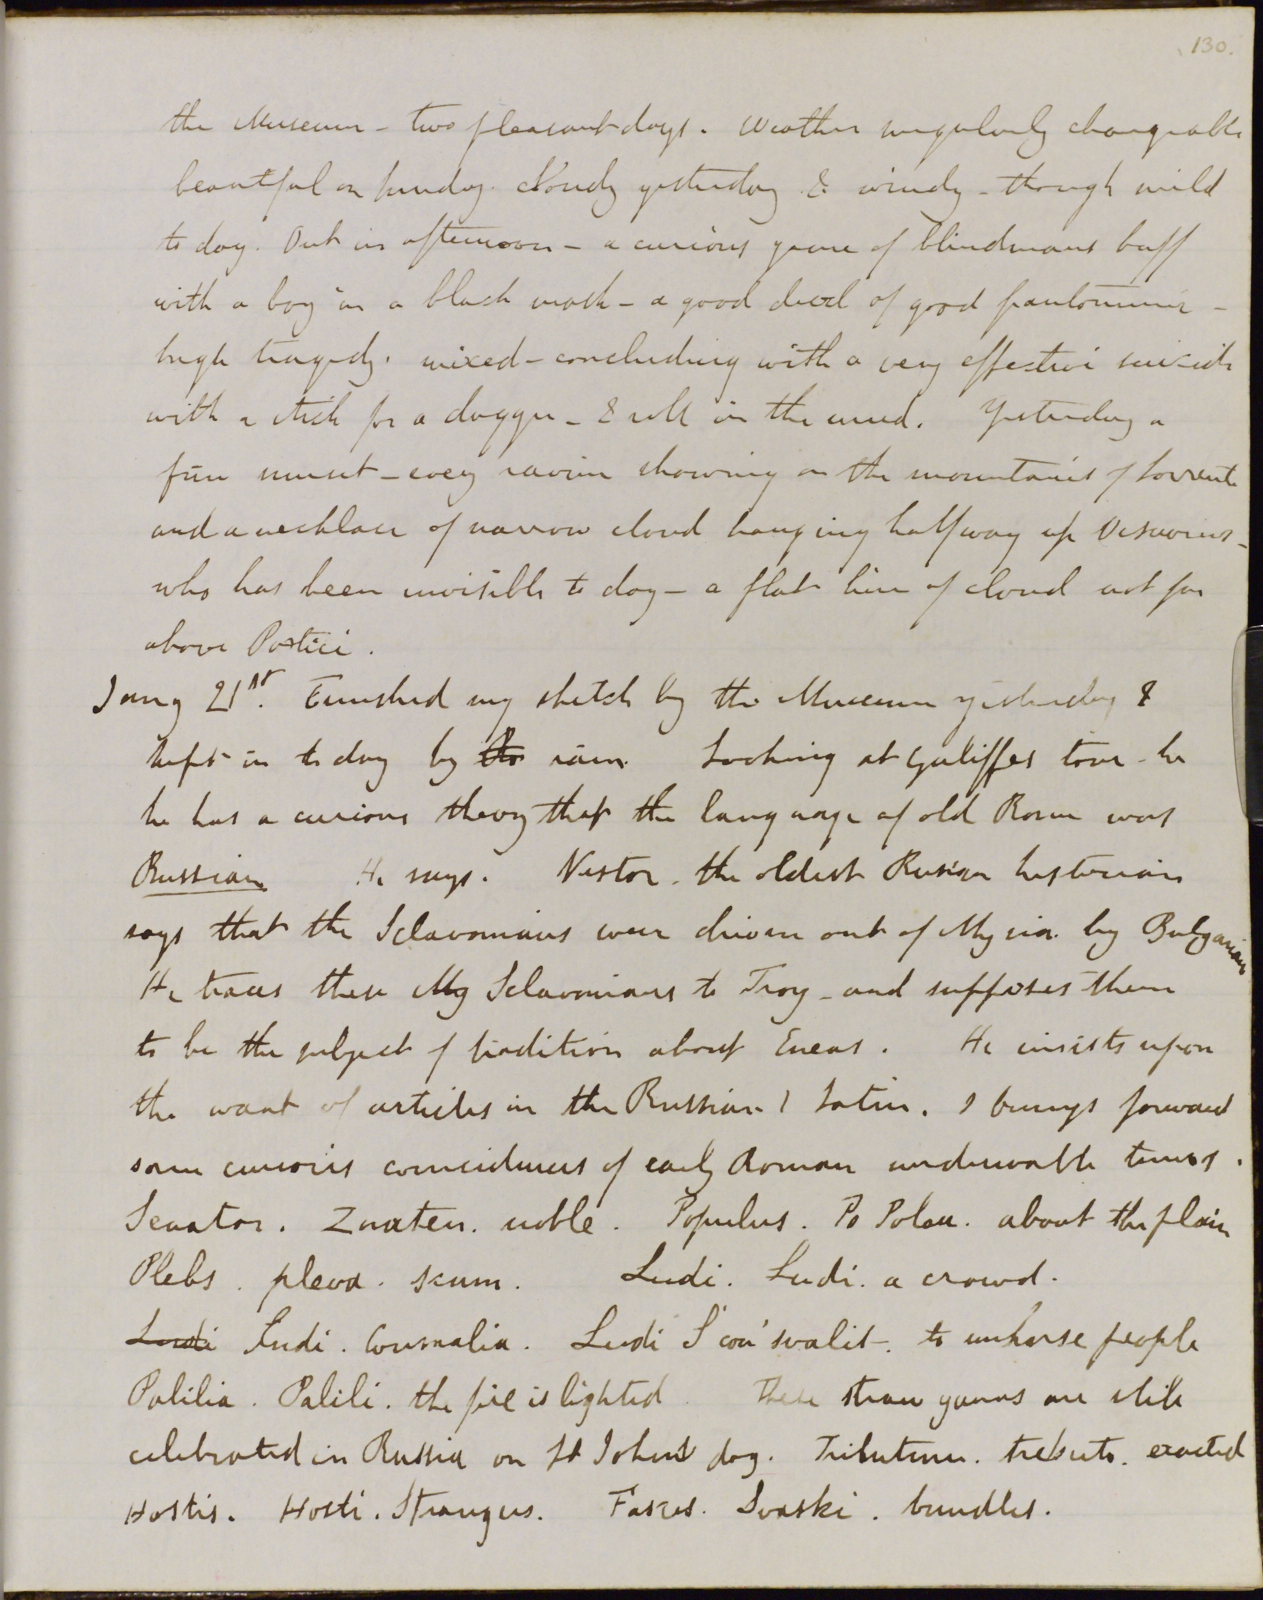 130.
the Museum - two pleasant days. Weather singularly changeable
beautiful on Sunday. Cloudy yesterday & windy - though mild
to day. Out in afternoon - a curious game of blindmans buff
with a boy in a black mask - a good deal of good pantomimic -
high tragedy. mixed - concluding with a very effective suicide
with a stick for a dagger - & roll in the mud. Yesterday a
fine sunset - every ravine showing on the mountains of Sorrento
and a necklace of narrow cloud hanging halfway up Vesuvius -
who has been invisible to day - a flat line of cloud not far
above Portici.
Jany 21st. Finished my sketch by the Museum yesterday &
kept in to day by the rain. Looking at Galiffes tour - he
he has a curious theory that the language of old Rome was
Russian He says. Nestor. the oldest Russian historian
says that the Sclavonians were driven out of Mysia by Bulgarians
He traces these My Sclavonians to Troy - and supposes them
to be the subject of tradition about Eneas. He insists upon
the want of articles in the Russian & Latin. & brings forward
some curious coincidences of early Roman underivable terms.
Senator. Znaten. noble. Populus. Po Polou. about the plain
Plebs. pleva. scum. Ludi. Ludi. a crowd.
Ludi Ludi. Consualia. Ludi S'con'svalit. to unhorse people
Palilia. Palili. the fire is lighted These straw games are still
celebrated in Russia on St Johns day. Tributum. trebuto. exacted
Hostis. Hosti. Strangers. Fasces. Svaski. bundles.